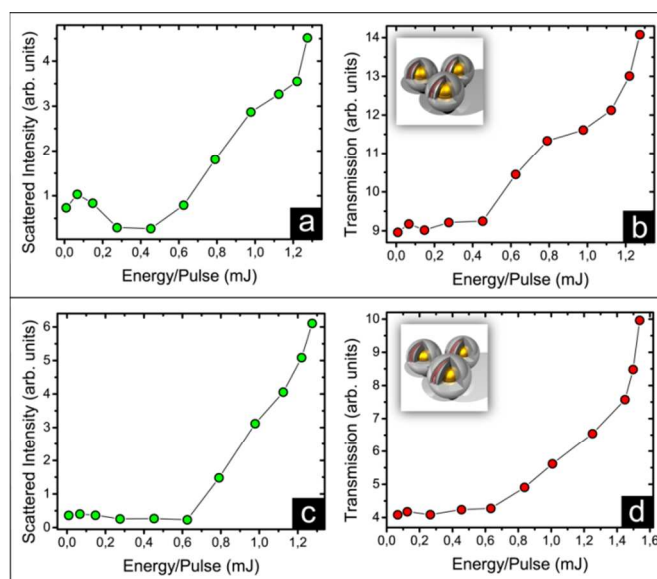 Scattered Intensity (arb. units)
4
3
2
1
0,0 0,2 0,4 0,6 0,8 1,0 1,2
Energy/Pulse (mJ)
a
Transmission (arb. units)
14
13
12
11
10
9
0,0 0,2 0,4 0,6 0,8 1,0 1,2
Energy/Pulse (mJ)
b
Scattered Intensity (arb. units)
6
5
4
3
2
1
0
0,0 0,2 0,4 0,6 0,8 1,0 1,2
Energy/Pulse (mJ)
c
Transmission (arb. units)
10
9
8
7
6
5
4
0,0 0,2 0,4 0,6 0,8 1,0 1,2 1,4 1,6
Energy/Pulse (mJ)
d